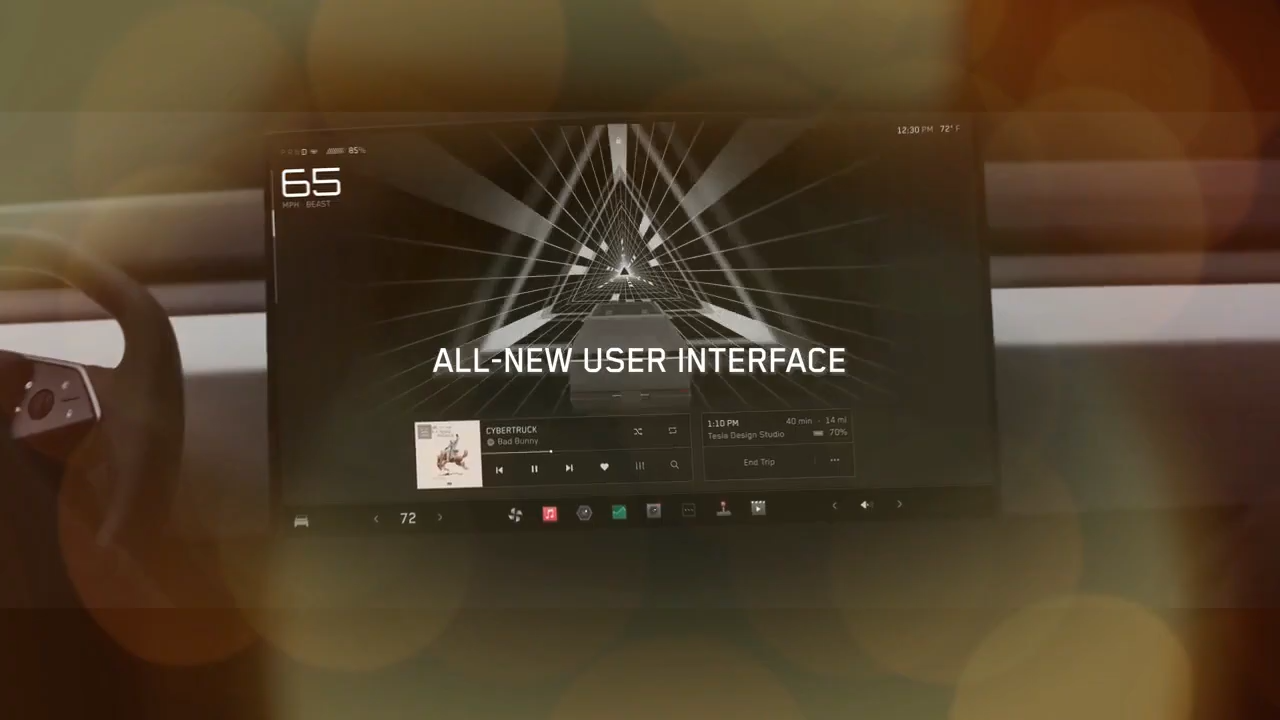 P R N D 85%
12:30 PM 72° F
65
MPH BEAST
ALL-NEW USER INTERFACE
CYBERTRUCK
Bad Bunny
1:10 PM 40 min · 14 mi
Tesla Design Studio 70%
End Trip
72